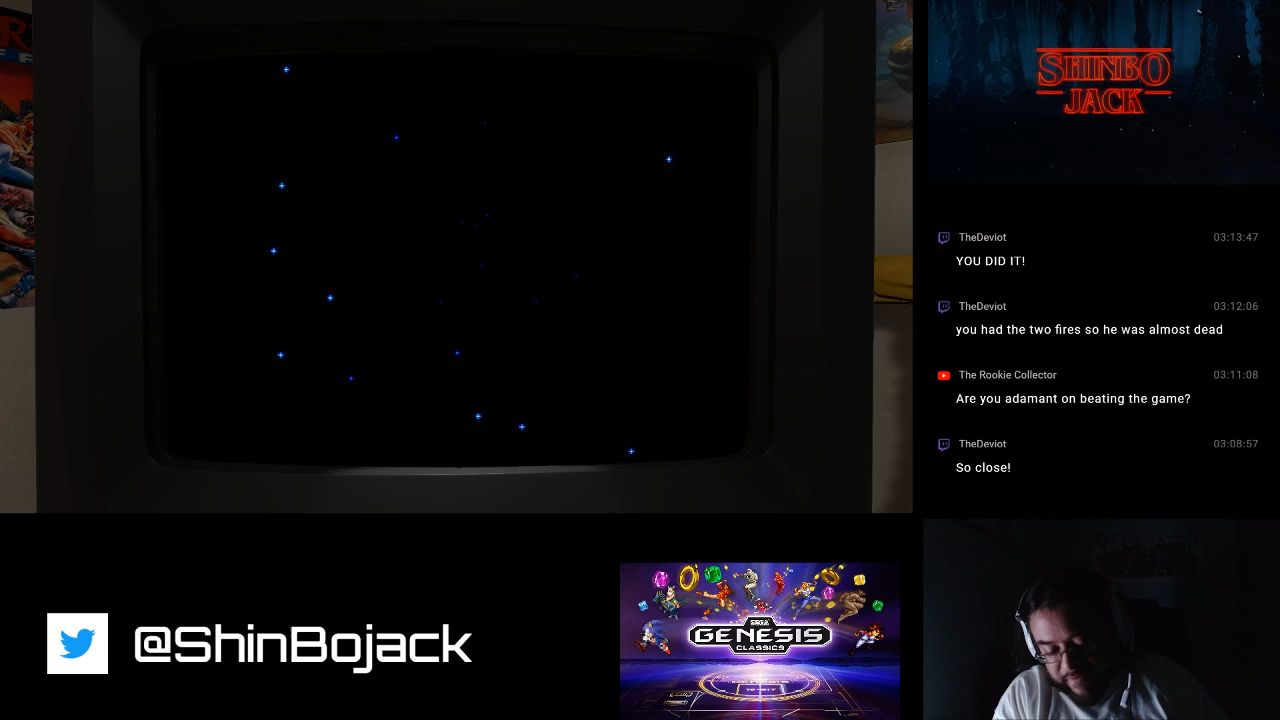 SHINBO
JACK
TheDeviot 03:13:47
YOU DID IT!
TheDeviot 03:12:06
you had the two fires so he was almost dead
The Rookie Collector 03:11:08
Are you adamant on beating the game?
TheDeviot 03:08:57
So close!
@ShinBojack
SEGA
GENESIS
CLASSICS